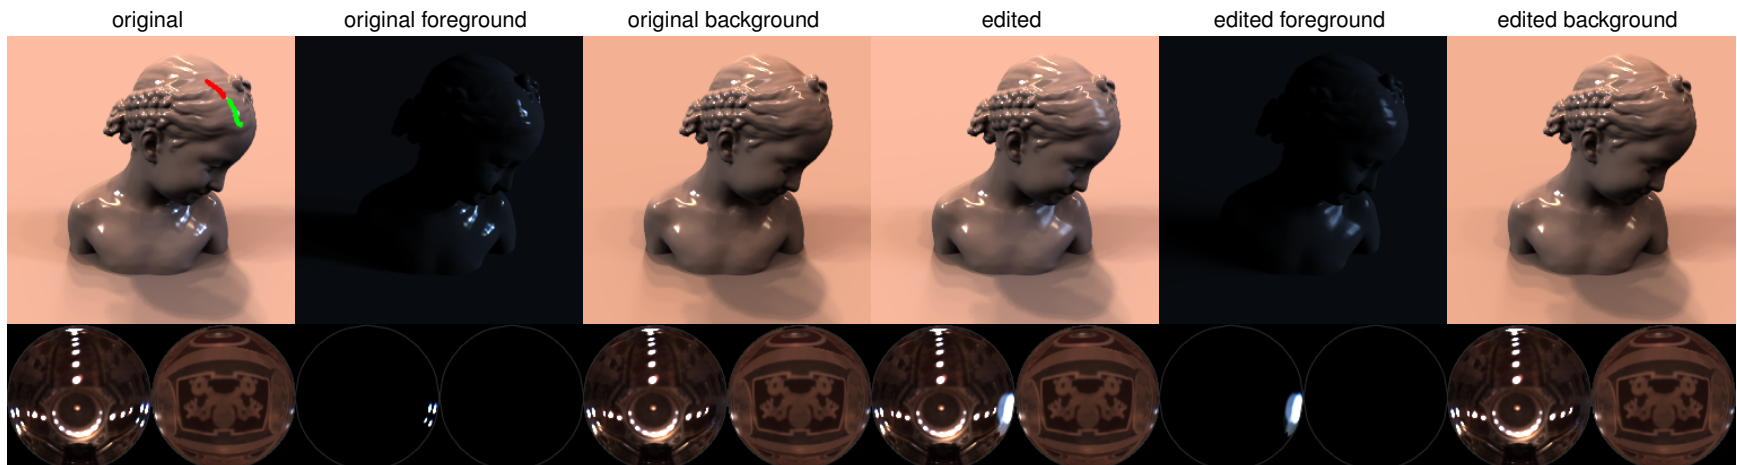 original
original foreground
original background
edited
edited foreground
edited background